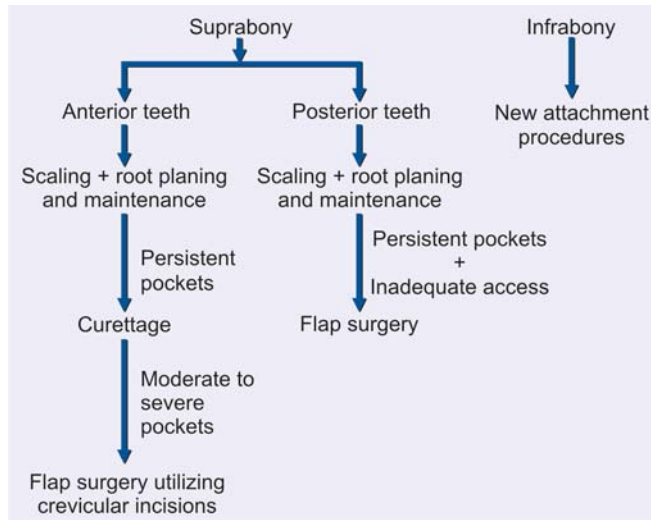 Suprabony
Infrabony
Anterior teeth
Posterior teeth
New attachment
procedures
Scaling + root planing
and maintenance
Scaling + root planing
and maintenance
Persistent
pockets
Persistent pockets
+
Inadequate access
Curettage
Flap surgery
Moderate to
severe
pockets
Flap surgery utilizing
crevicular incisions